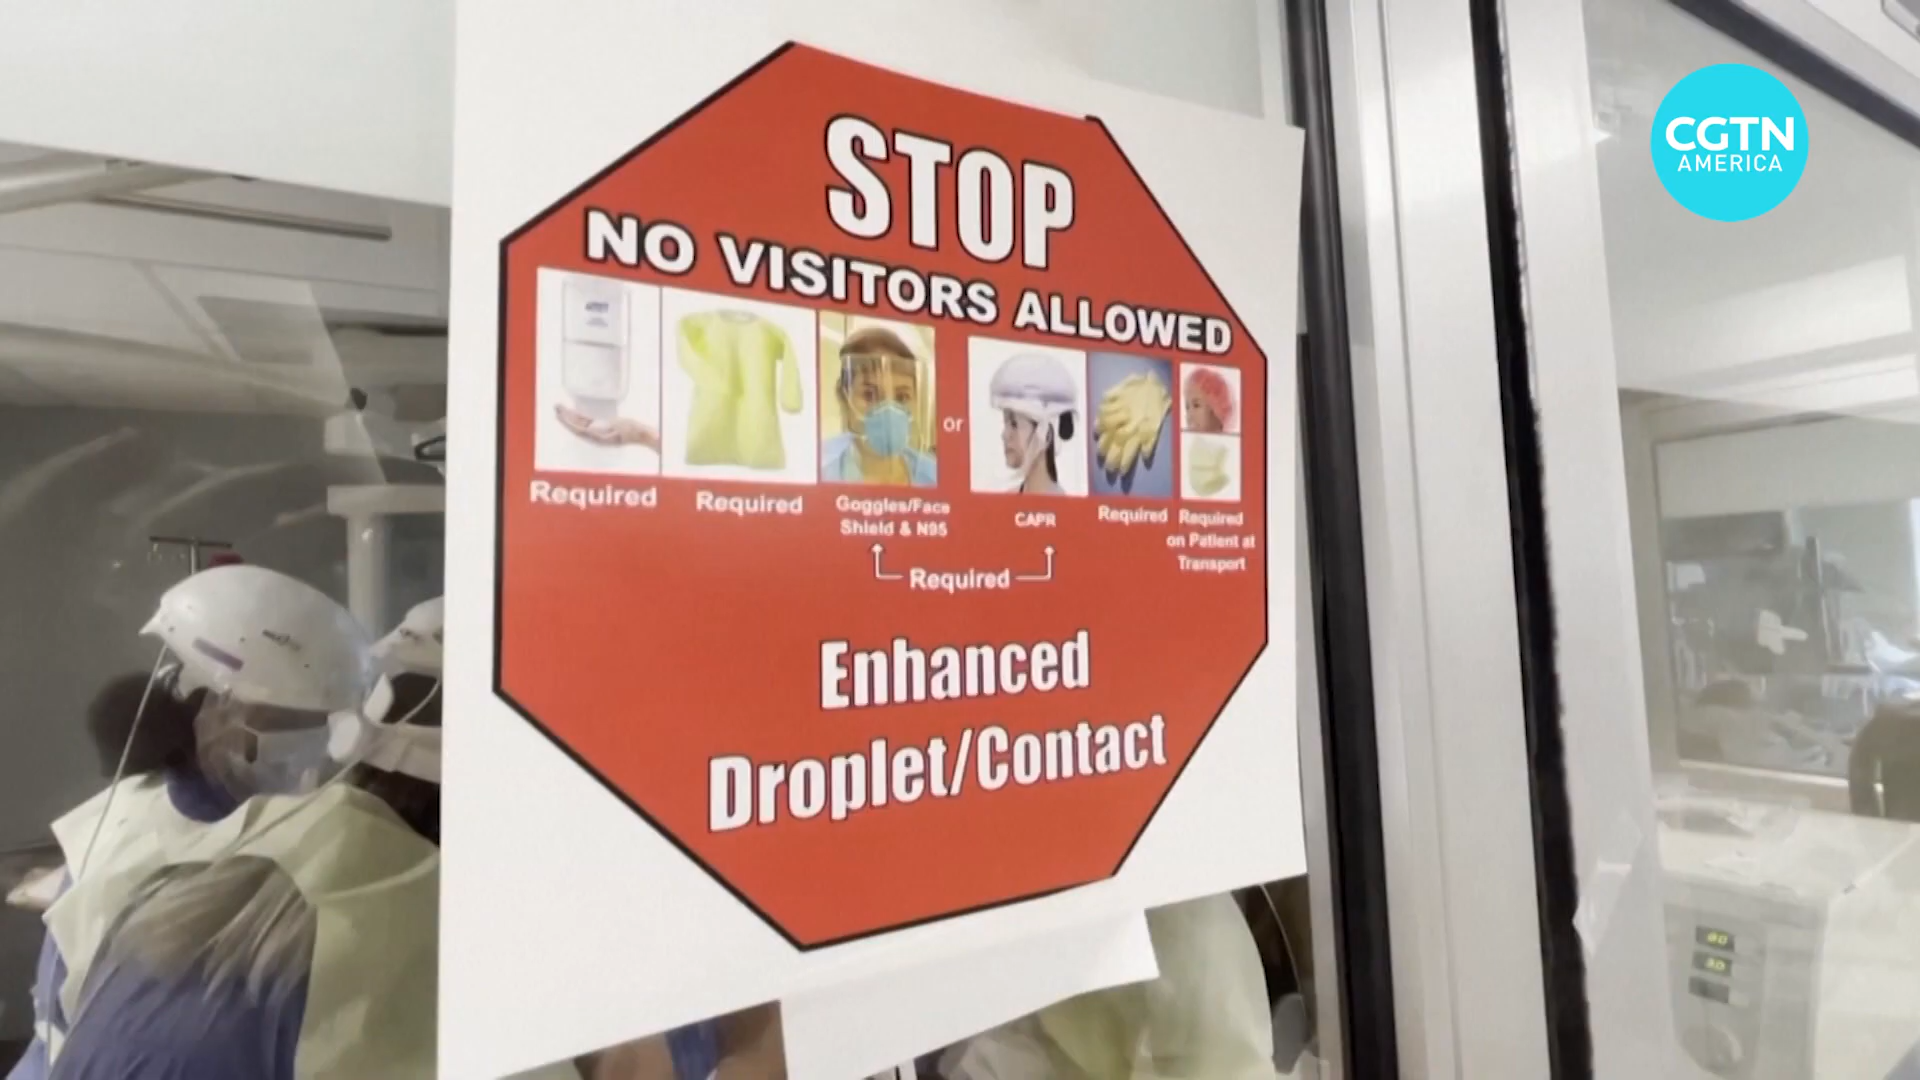 CGTN
AMERICA
STOP
NO VISITORS ALLOWED
or
Required
Required
Goggles/Face
Shield & N95
CAPR
Required
Required
on Patient at
Transport
Required
Enhanced
Droplet/Contact